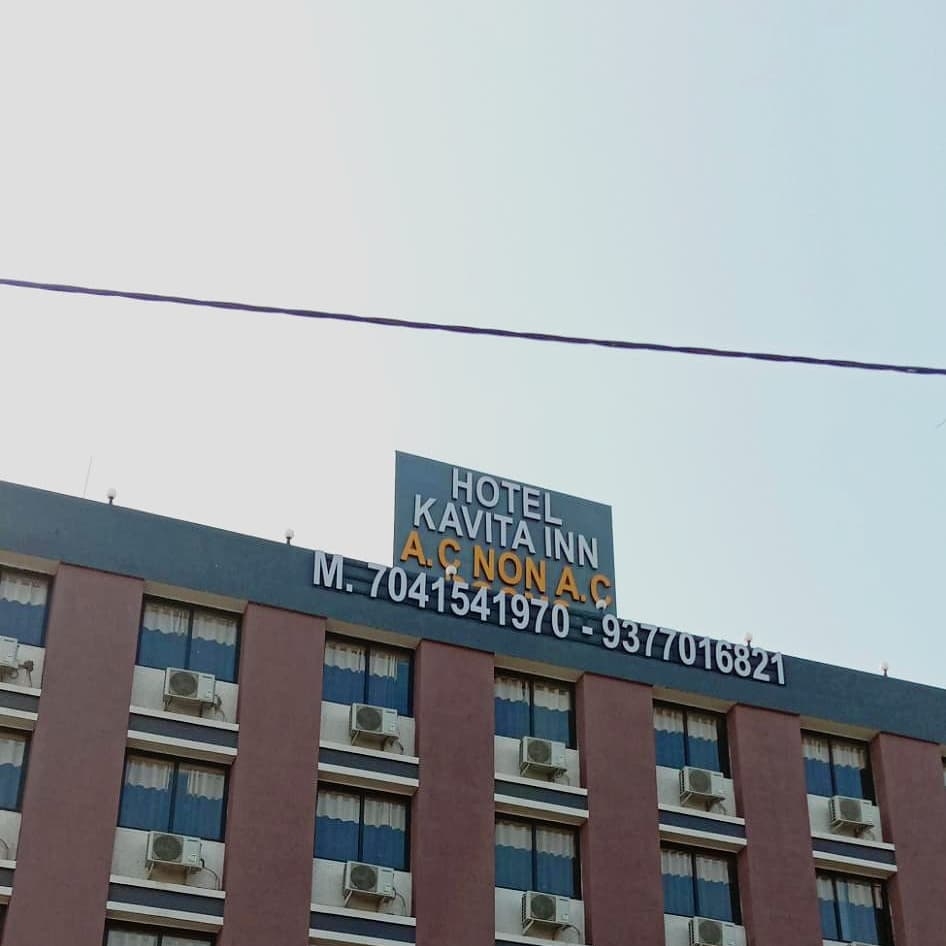 HOTEL
KAVITA INN
A.C NON A.C
M. 7041541970 - 9377016821